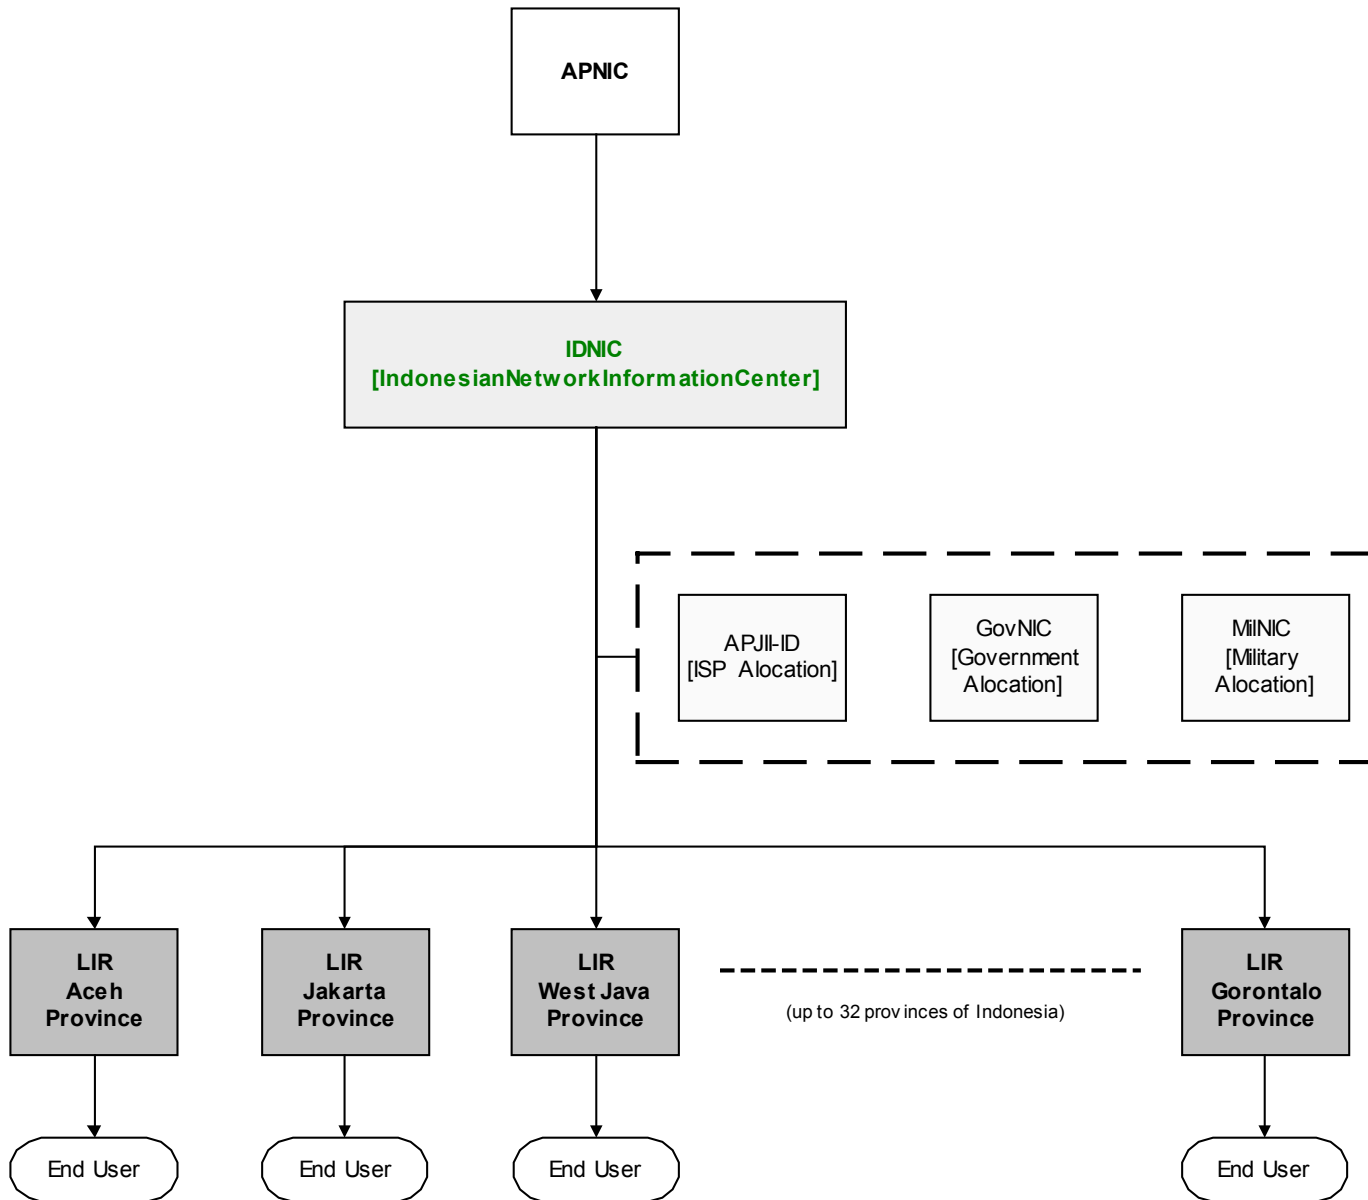 APNIC
IDNIC
[IndonesianNetworkInformationCenter]
APJII-ID
[ISP Alocation]
GovNIC
[Government
Alocation]
MilNIC
[Military
Alocation]
LIR
Aceh
Province
LIR
Jakarta
Province
LIR
West Java
Province
(up to 32 provinces of Indonesia)
LIR
Gorontalo
Province
End User
End User
End User
End User